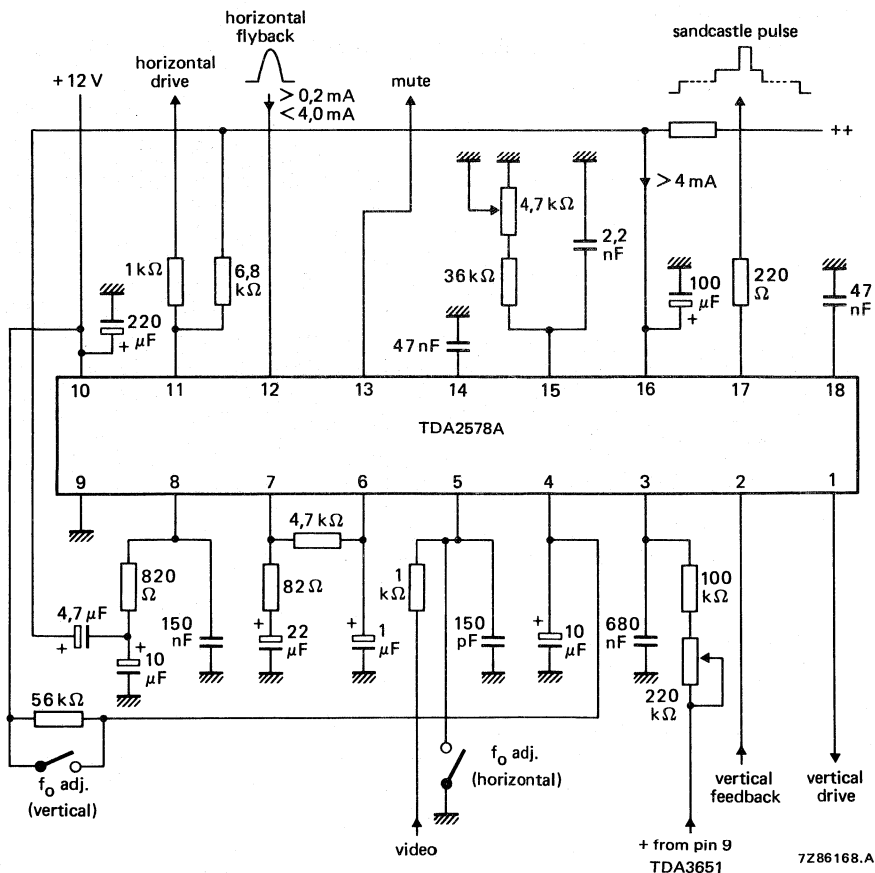 horizontal
flyback
sandcastle pulse
horizontal
drive
+ 12 V
mute
> 0,2 mA
< 4,0 mA
++
> 4 mA
4,7 kΩ
2,2
nF
1 kΩ
6,8
kΩ
36 kΩ
100
μF
+
220
Ω
47
nF
220
μF
+
47 nF
10
11
12
13
14
15
16
17
18
TDA2578A
9
8
7
6
5
4
3
2
1
4,7 kΩ
820
Ω
82 Ω
1
kΩ
100
kΩ
4,7 μF
+
150
nF
+
22
μF
+
1
μF
150
pF
+
10
μF
680
nF
+
10
μF
220
kΩ
56 kΩ
fo adj.
(vertical)
fo adj.
(horizontal)
vertical
feedback
vertical
drive
video
+ from pin 9
TDA3651
7Z86168.A